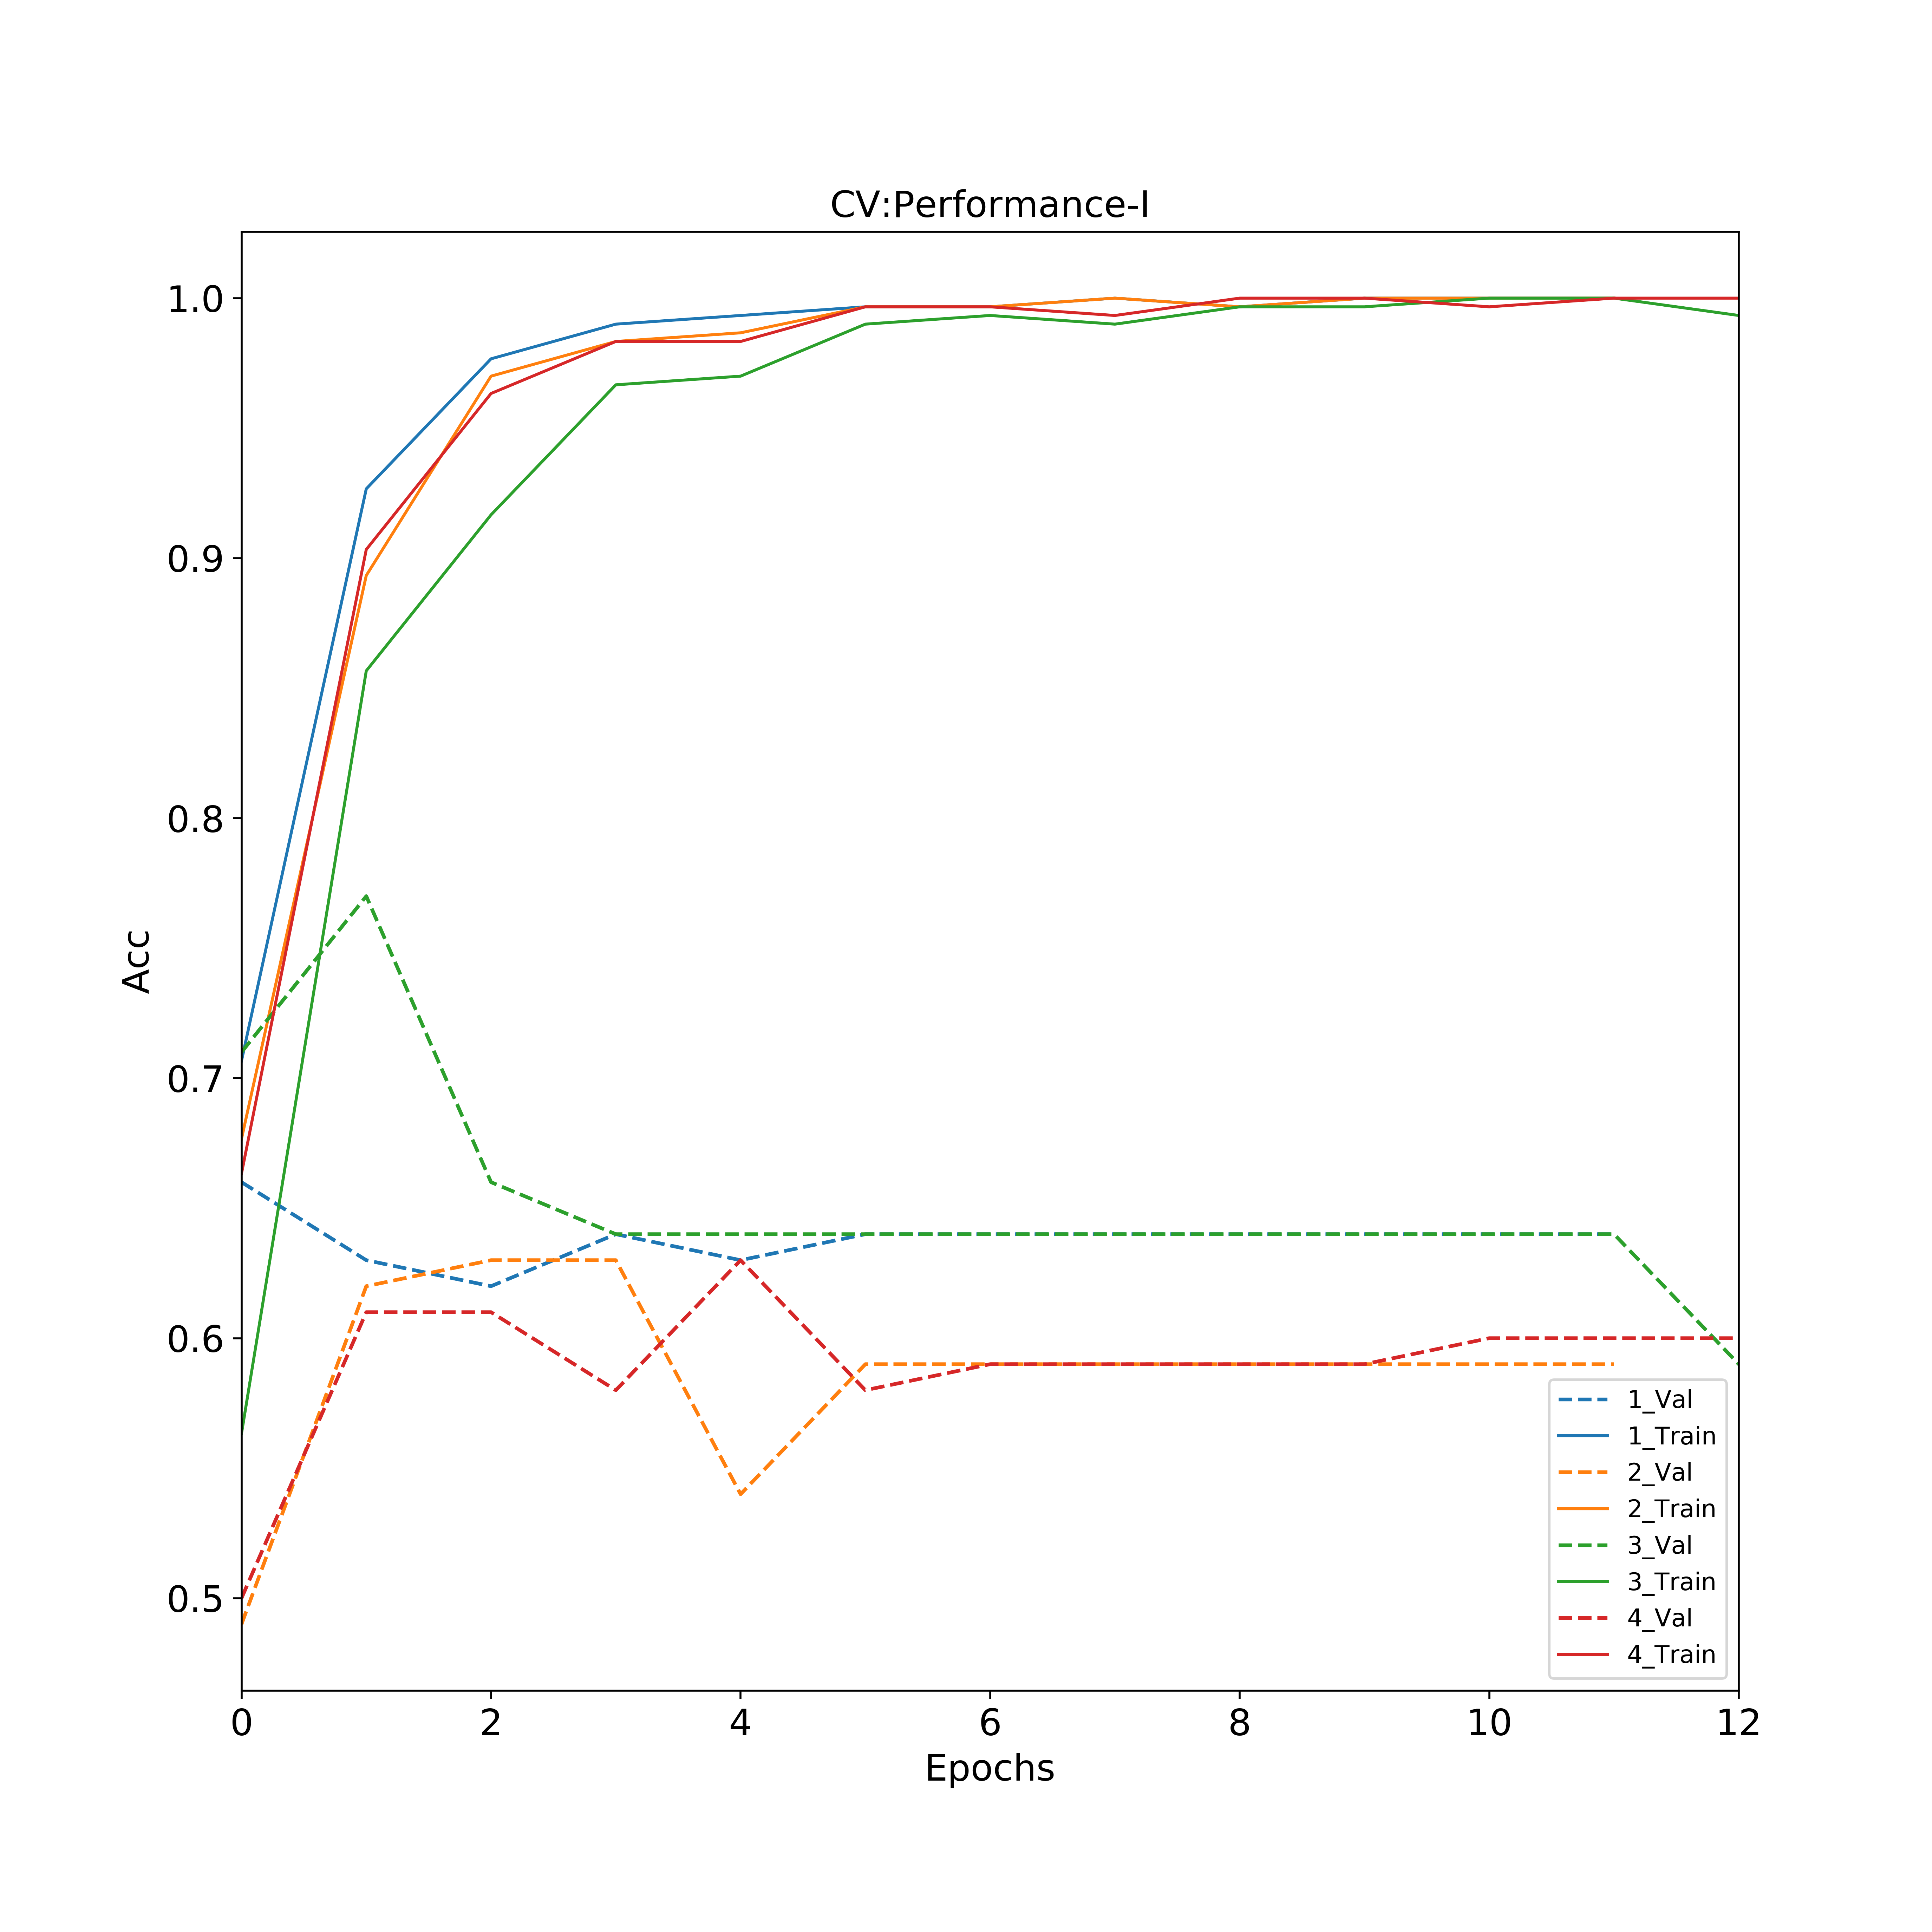 CV:Performance-I
1.0
0.9
0.8
0.7
0.6
0.5
Acc
0 2 4 6 8 10 12
Epochs
1_Val
1_Train
2_Val
2_Train
3_Val
3_Train
4_Val
4_Train